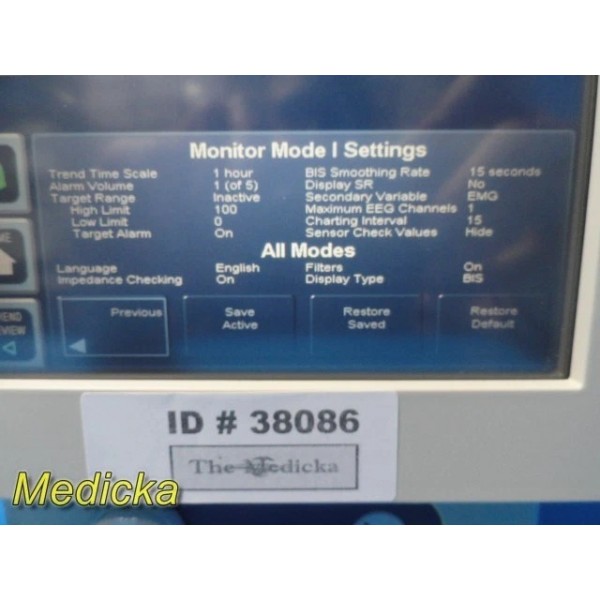 Monitor Mode I Settings
Trend Time Scale 1 hour BIS Smoothing Rate 15 seconds
Alarm Volume 1 (of 5) Display SR No
Target Range Inactive Secondary Variable EMG
High Limit 100 Maximum EEG Channels 1
Low Limit 0 Charting Interval 15
Target Alarm On Sensor Check Values Hide
All Modes
Language English Filters On
Impedance Checking On Display Type BIS
Previous Save Active Restore Saved Restore Default
ID # 38086
The Medicka
Medicka